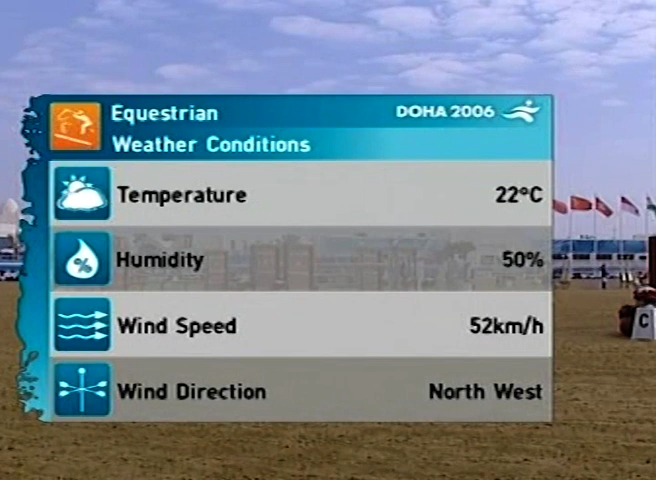 Equestrian
DOHA 2006
Weather Conditions
Temperature 22°C
%
Humidity 50%
Wind Speed 52km/h
Wind Direction North West
C